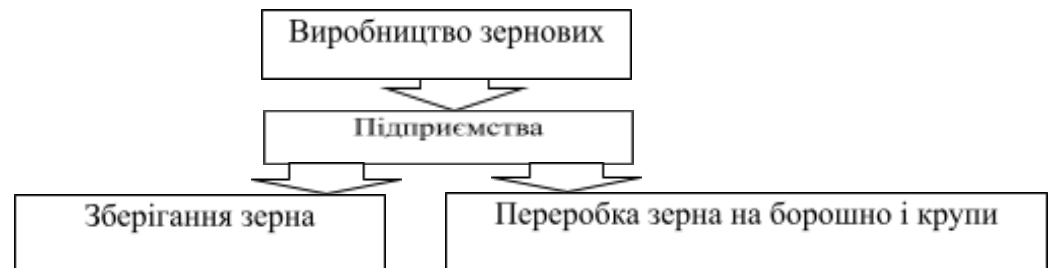 Виробництво зернових
Підприємства
Зберігання зерна
Переробка зерна на борошно і крупи